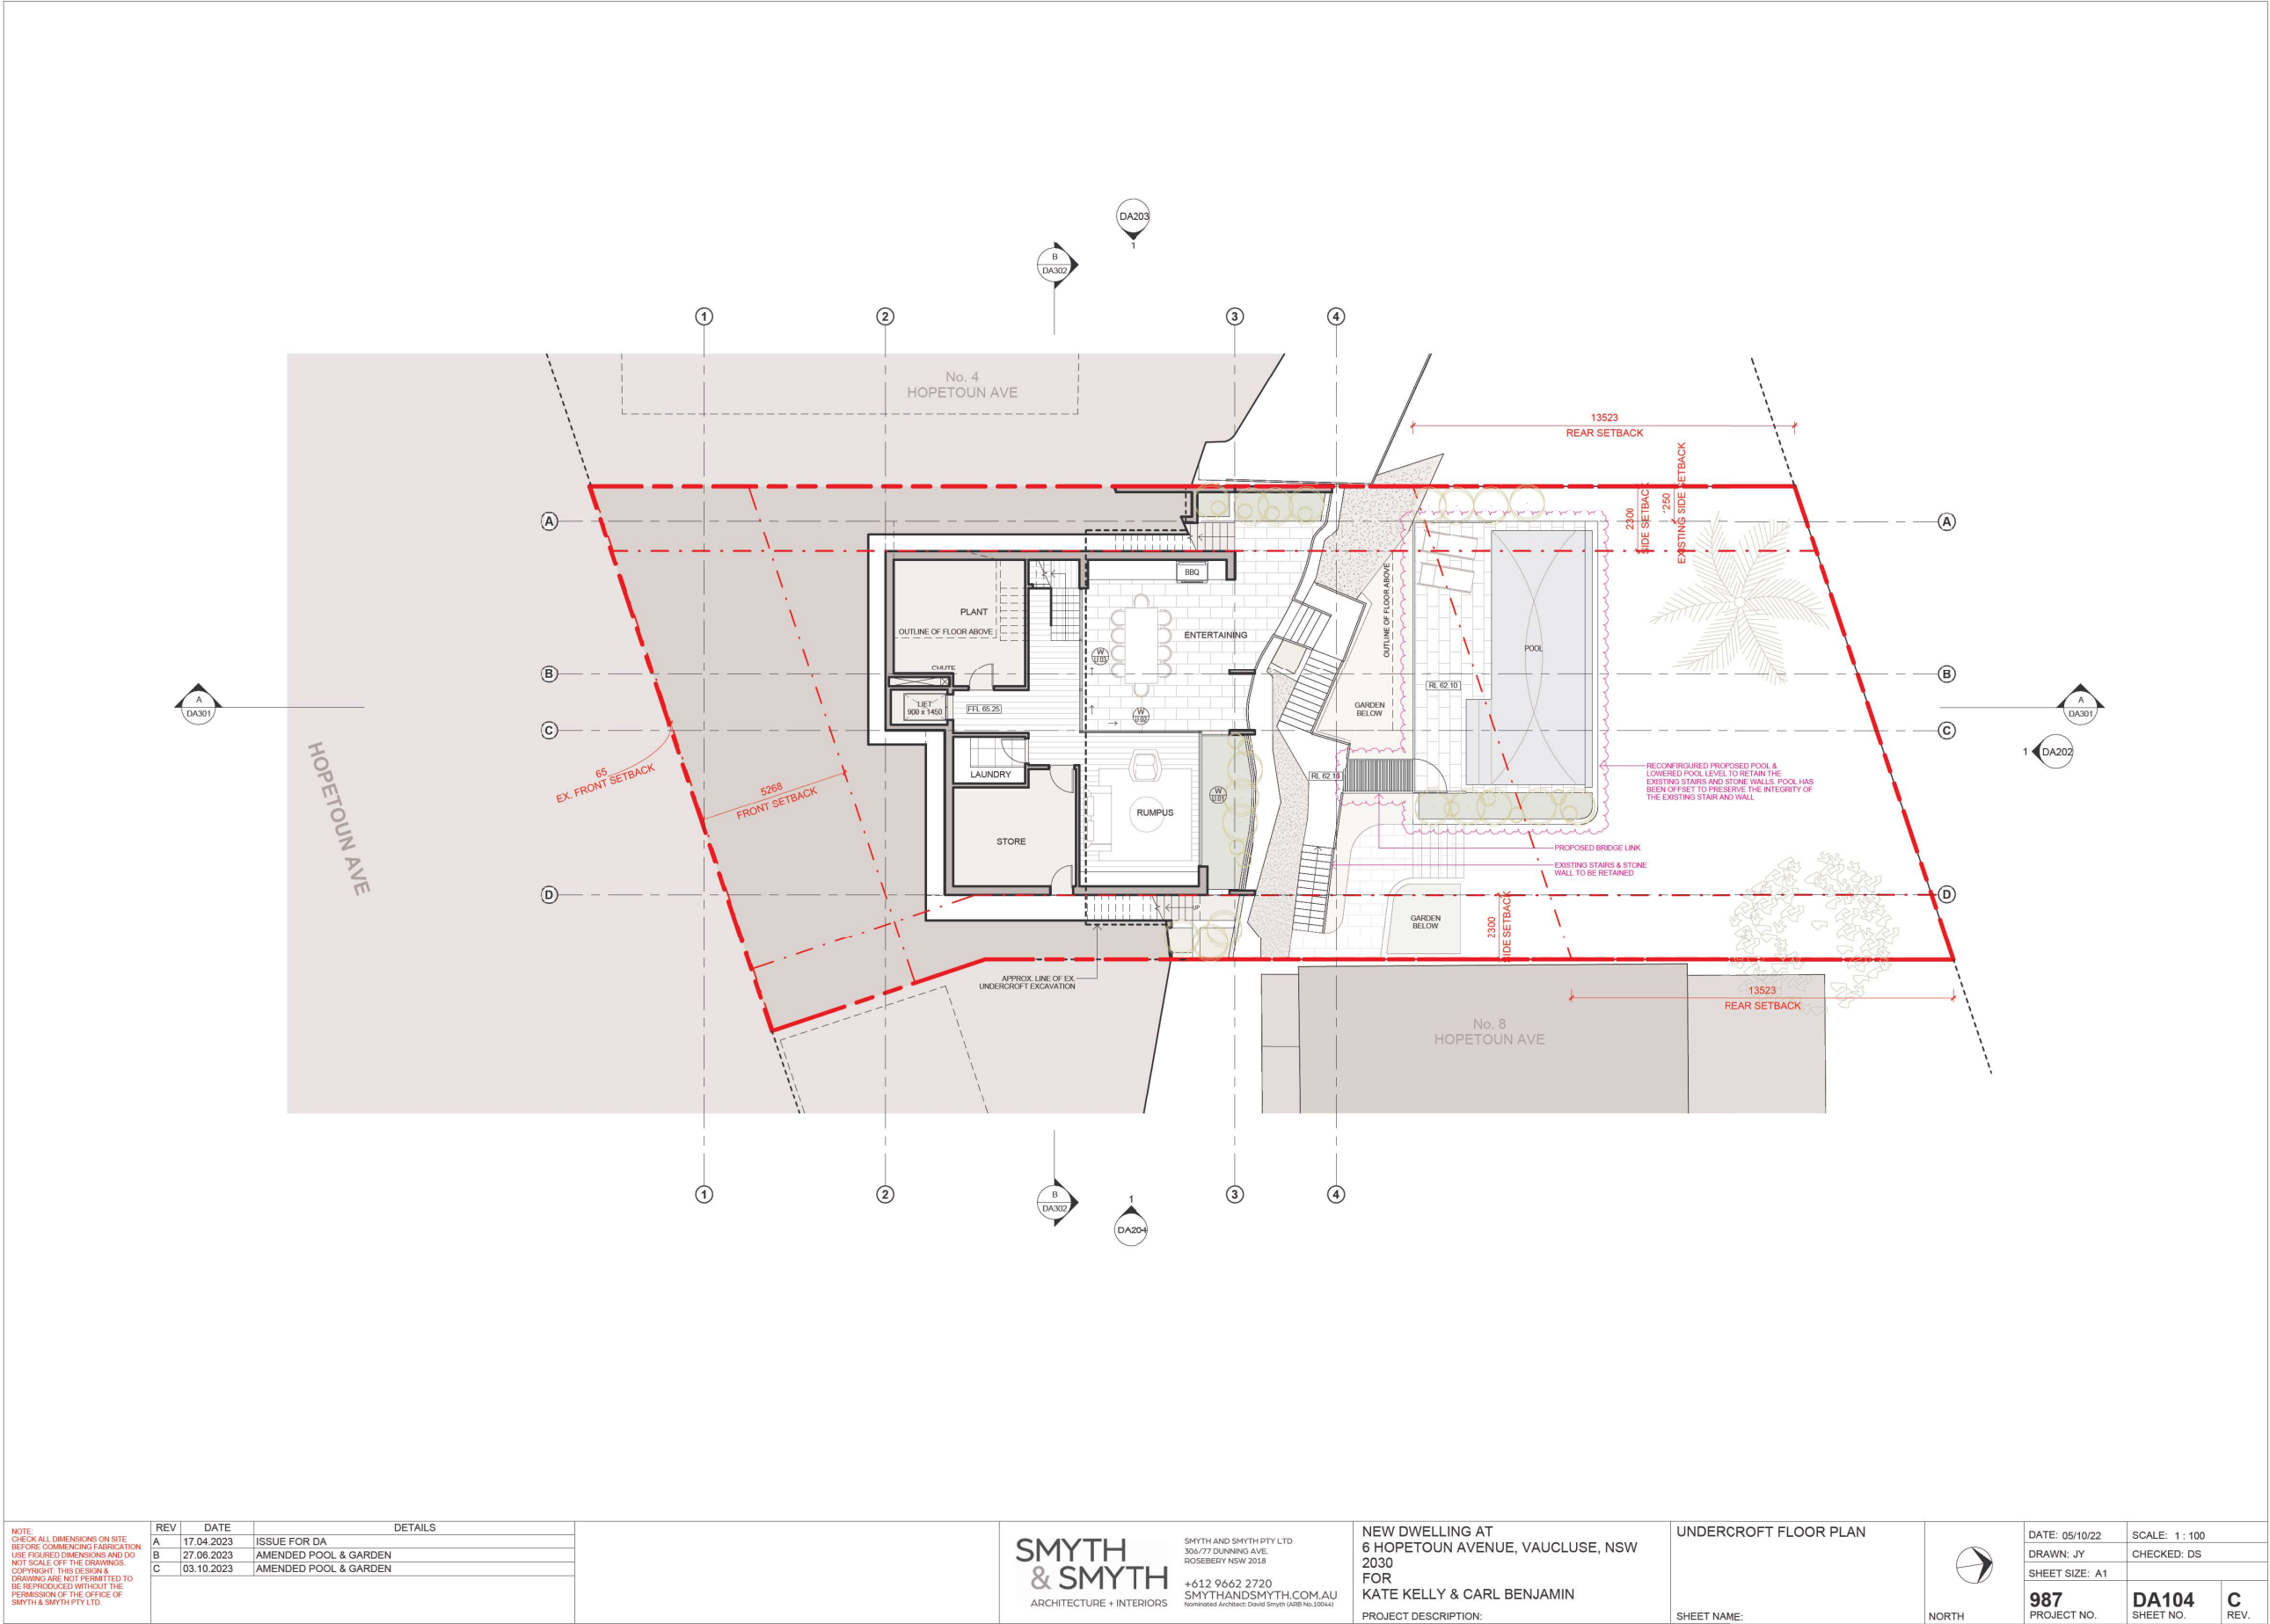 DA203
1
B
DA302
1
2
3
4
No. 4
HOPETOUN AVE
13523
REAR SETBACK
2300
SIDE SETBACK
1250
EXISTING SIDE SETBACK
A
A
BBQ
PLANT
OUTLINE OF FLOOR ABOVE
ENTERTAINING
OUTLINE OF FLOOR ABOVE
POOL
W
U.03
CHUTE
B
B
RL 62.10
A
DA301
A
DA301
LIFT
900 x 1450
FFL 65.25
W
U.02
GARDEN
BELOW
C
C
1
DA202
HOPETOUN AVE
65
EX. FRONT SETBACK
5268
FRONT SETBACK
LAUNDRY
RL 62.10
W
U.01
RUMPUS
STORE
RECONFIRGURED PROPOSED POOL &
LOWERED POOL LEVEL TO RETAIN THE
EXISTING STAIRS AND STONE WALLS. POOL HAS
BEEN OFFSET TO PRESERVE THE INTEGRITY OF
THE EXISTING STAIR AND WALL
PROPOSED BRIDGE LINK
EXISTING STAIRS & STONE
WALL TO BE RETAINED
D
D
UP
GARDEN
BELOW
2300
SIDE SETBACK
APPROX. LINE OF EX.
UNDERCROFT EXCAVATION
13523
REAR SETBACK
No. 8
HOPETOUN AVE
1
2
3
4
B
DA302
1
DA204
NOTE:
CHECK ALL DIMENSIONS ON SITE
BEFORE COMMENCING FABRICATION.
USE FIGURED DIMENSIONS AND DO
NOT SCALE OFF THE DRAWINGS.
COPYRIGHT: THIS DESIGN &
DRAWING ARE NOT PERMITTED TO
BE REPRODUCED WITHOUT THE
PERMISSION OF THE OFFICE OF
SMYTH & SMYTH PTY LTD.
REV DATE DETAILS
A 17.04.2023 ISSUE FOR DA
B 27.06.2023 AMENDED POOL & GARDEN
C 03.10.2023 AMENDED POOL & GARDEN
SMYTH
& SMYTH
ARCHITECTURE + INTERIORS
SMYTH AND SMYTH PTY LTD
306/77 DUNNING AVE.
ROSEBERY NSW 2018
+612 9662 2720
SMYTHANDSMYTH.COM.AU
Nominated Architect: David Smyth (ARB No.10044)
NEW DWELLING AT
6 HOPETOUN AVENUE, VAUCLUSE, NSW
2030
FOR
KATE KELLY & CARL BENJAMIN
PROJECT DESCRIPTION:
UNDERCROFT FLOOR PLAN
SHEET NAME:
NORTH
DATE: 05/10/22
SCALE: 1 : 100
DRAWN: JY
CHECKED: DS
SHEET SIZE: A1
987
PROJECT NO.
DA104
SHEET NO.
C
REV.